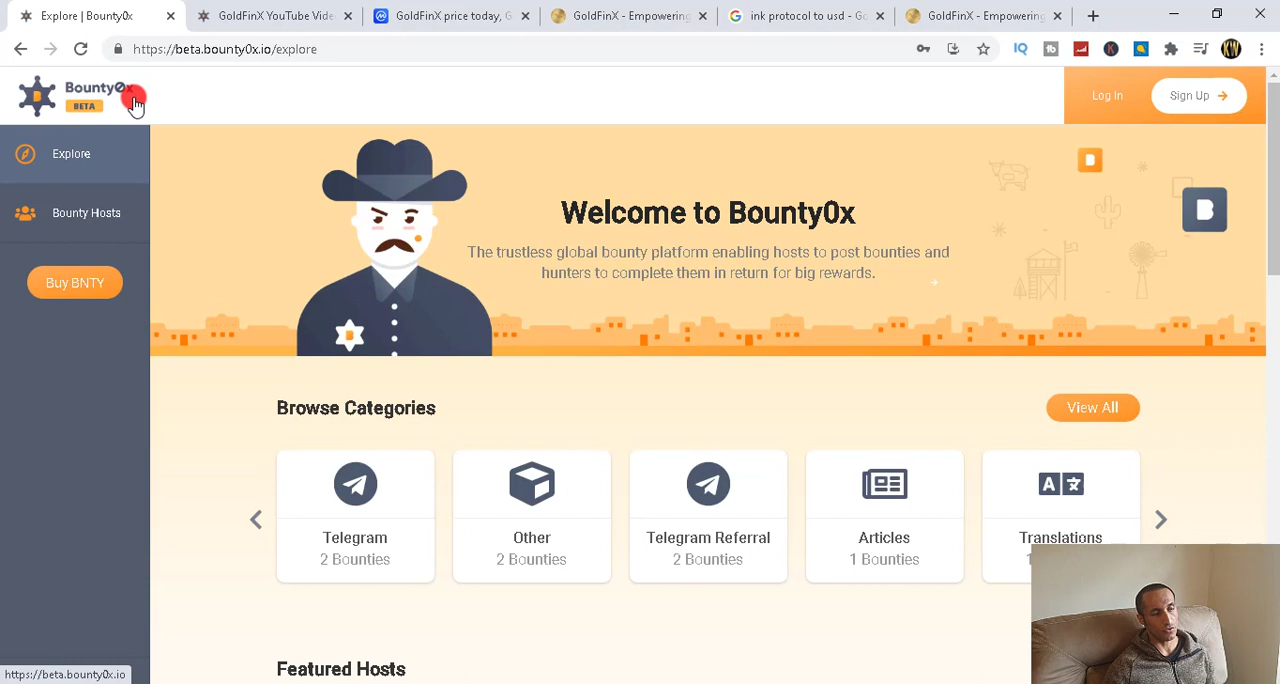 Explore | Bounty0x
GoldFinX YouTube Vide
GoldFinX price today, G
GoldFinX - Empowering
ink protocol to usd - Go
GoldFinX - Empowering
https://beta.bounty0x.io/explore
IQ
K
KW
Bounty0x
B
BETA
Log In
Sign Up
Explore
Bounty Hosts
Buy BNTY
Welcome to Bounty0x
The trustless global bounty platform enabling hosts to post bounties and
hunters to complete them in return for big rewards.
B
B
B
Browse Categories
View All
Telegram
2 Bounties
Other
2 Bounties
Telegram Referral
2 Bounties
Articles
1 Bounties
A
Translations
1
Featured Hosts
https://beta.bounty0x.io